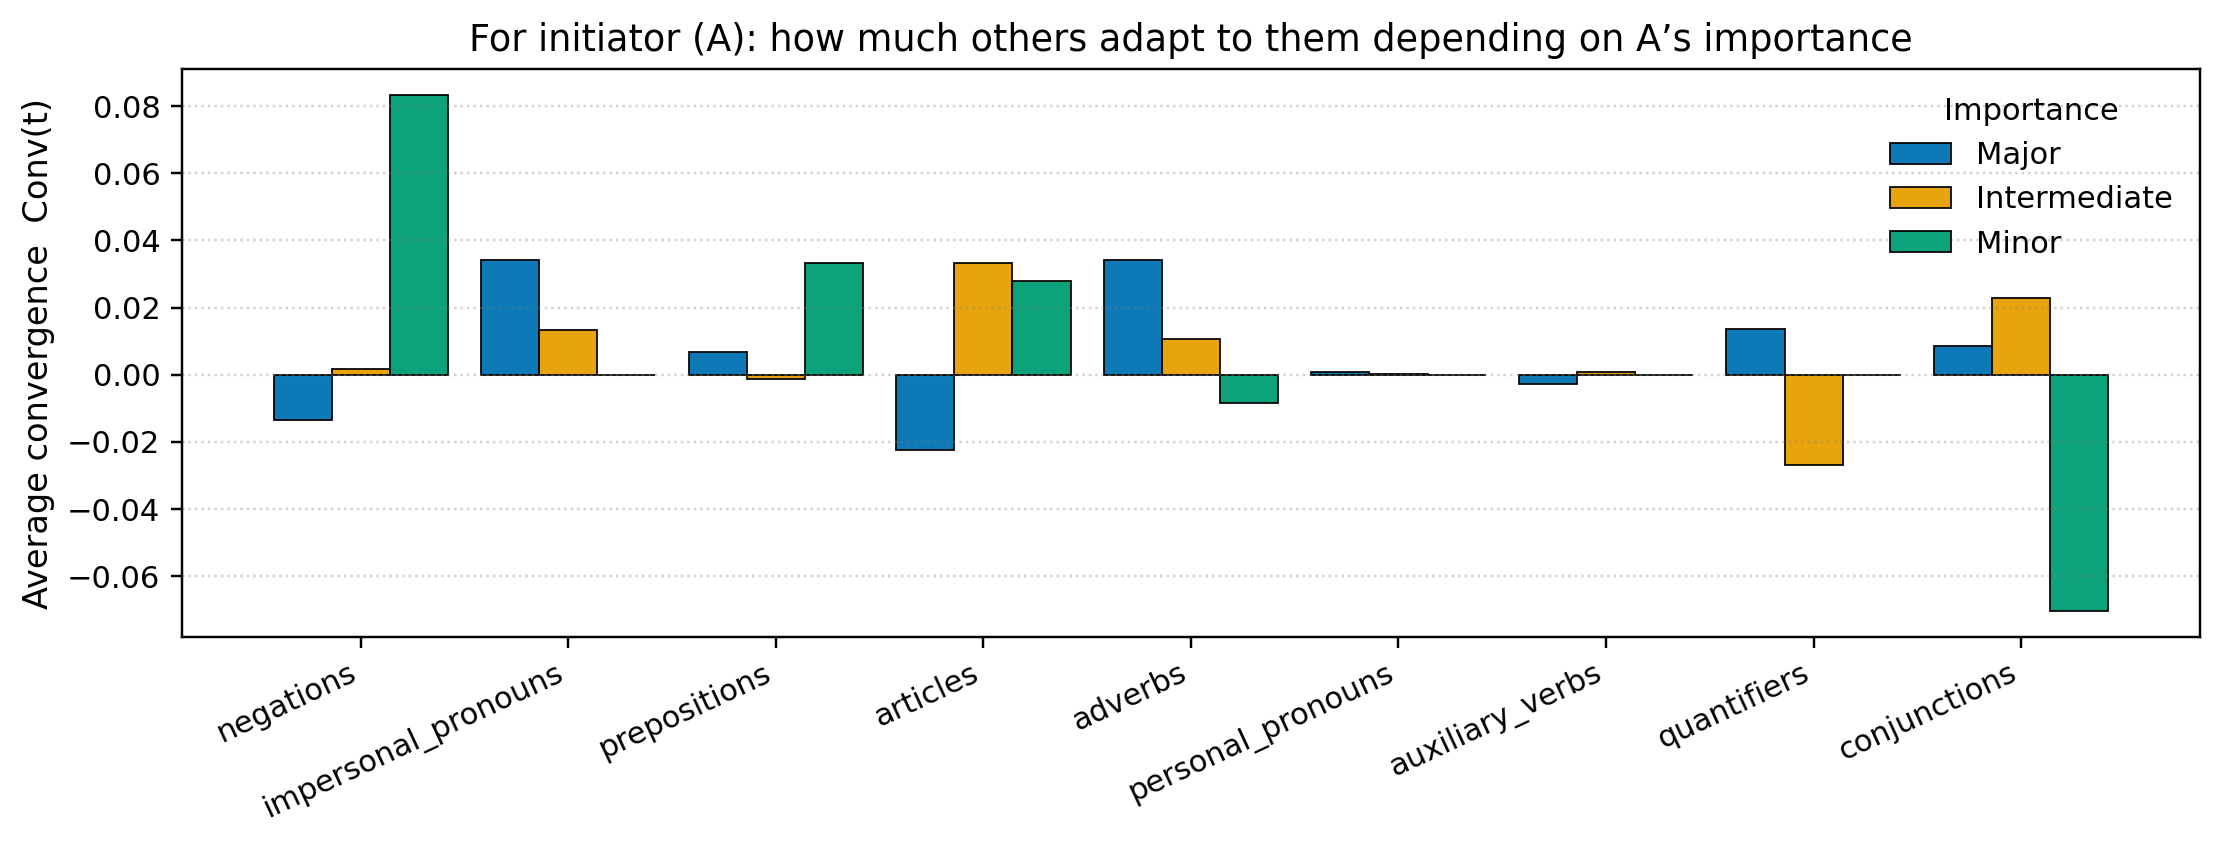 For initiator (A): how much others adapt to them depending on A’s importance
Average convergence  Conv(t)
0.08
0.06
0.04
0.02
0.00
−0.02
−0.04
−0.06
Importance
Major
Intermediate
Minor
negations
impersonal_pronouns
prepositions
articles
adverbs
personal_pronouns
auxiliary_verbs
quantifiers
conjunctions